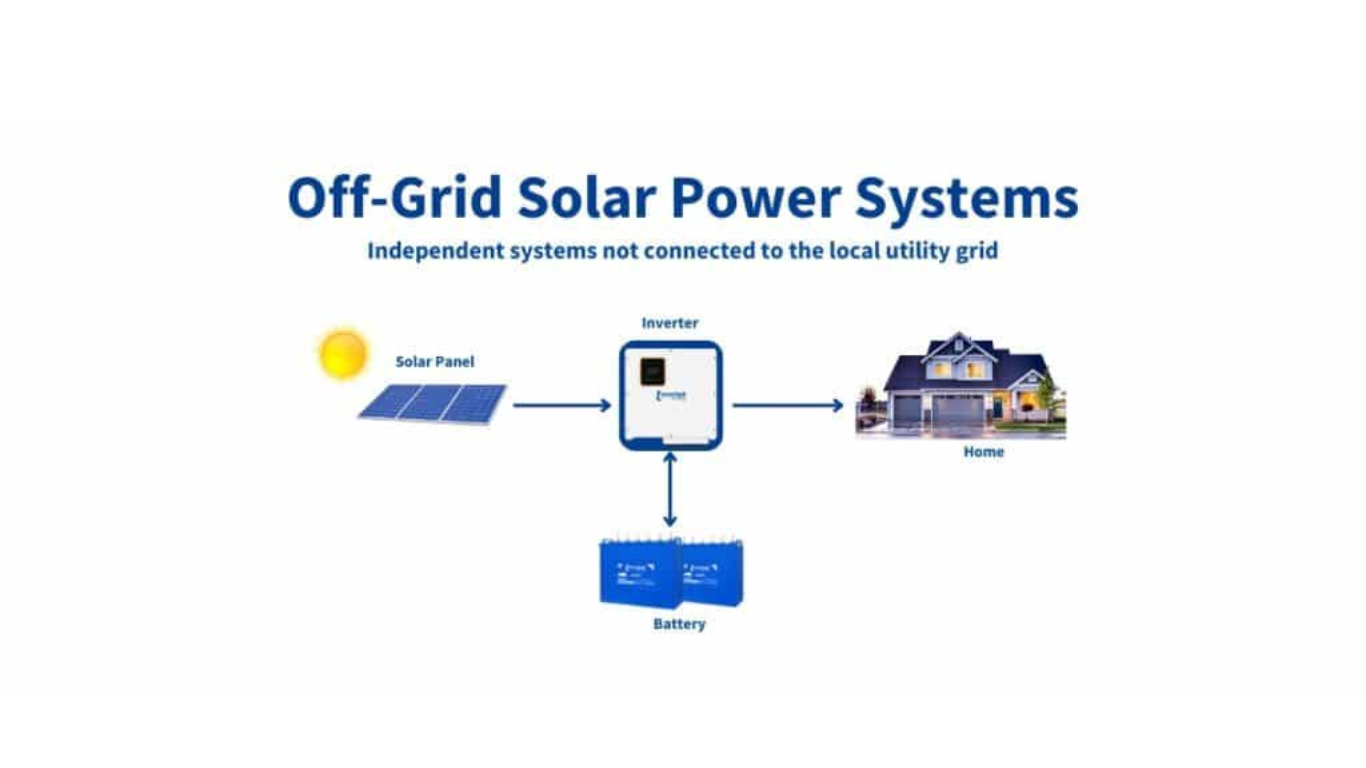 Off-Grid Solar Power Systems
Independent systems not connected to the local utility grid
Inverter
Solar Panel
Home
Battery